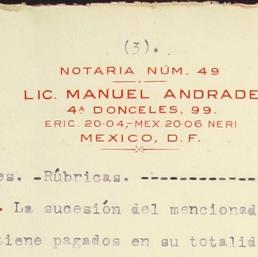 (3).
NOTARIA NÚM. 49
LIC. MANUEL ANDRADE
4ª DONCELES, 99.
ERIC. 20-04,-MEX. 20-06 NERI
MEXICO, D. F.
es. -Rúbricas. -----------
- La sucesión del mencionad
tiene pagados en su totalid